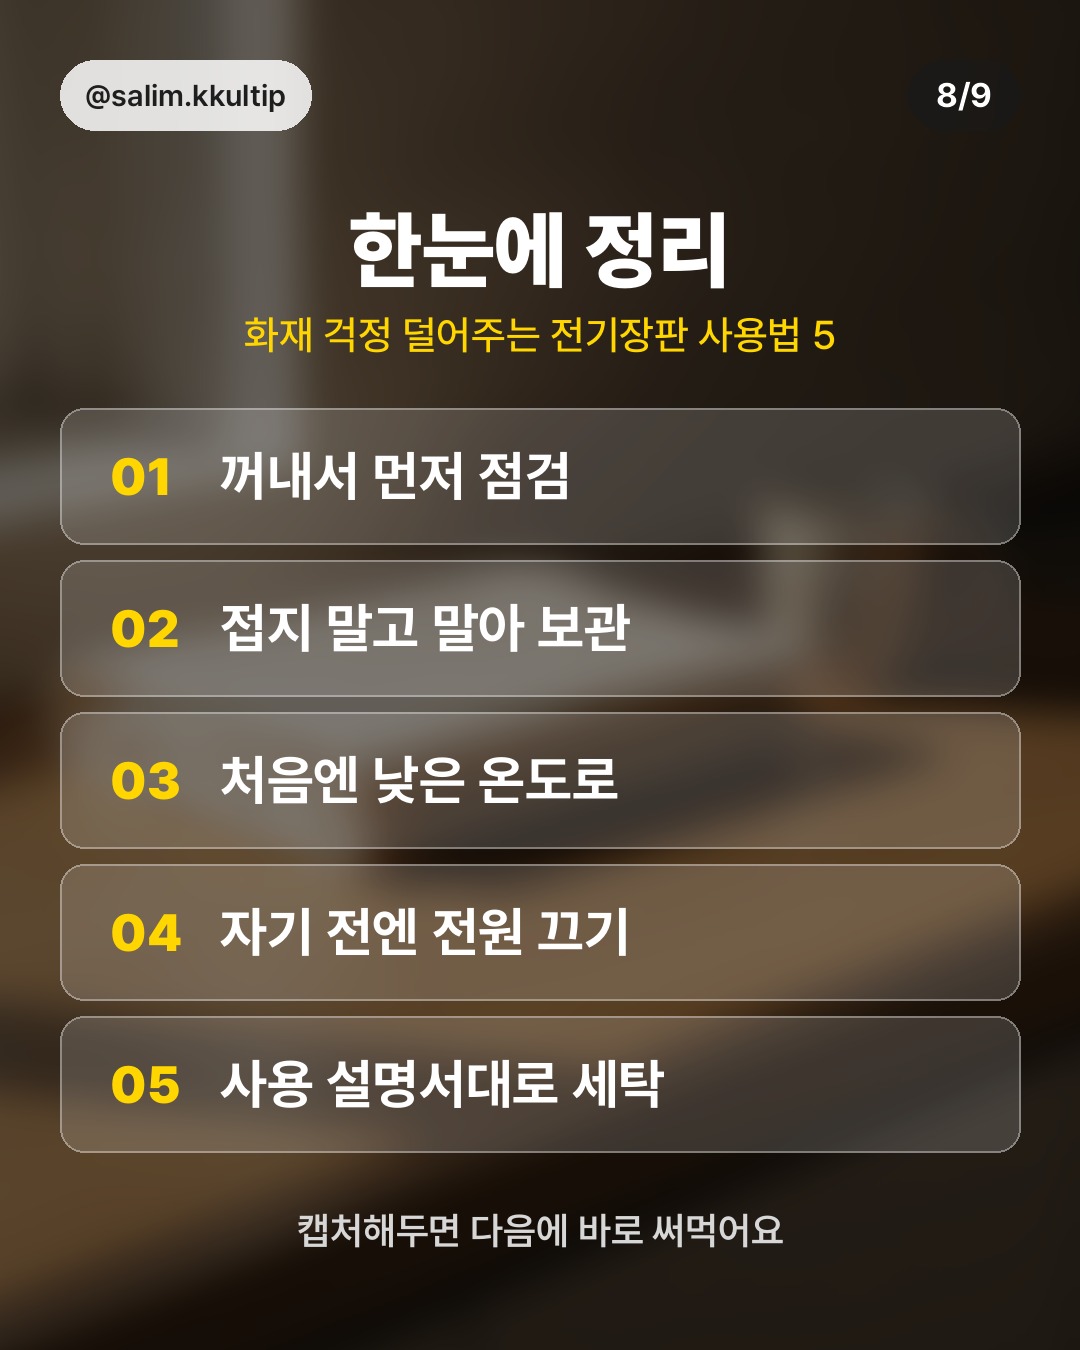 @salim.kkultip
8/9
한눈에 정리
화재 걱정 덜어주는 전기장판 사용법 5
01 꺼내서 먼저 점검
02 접지 말고 말아 보관
03 처음엔 낮은 온도로
04 자기 전엔 전원 끄기
05 사용 설명서대로 세탁
캡처해두면 다음에 바로 써먹어요